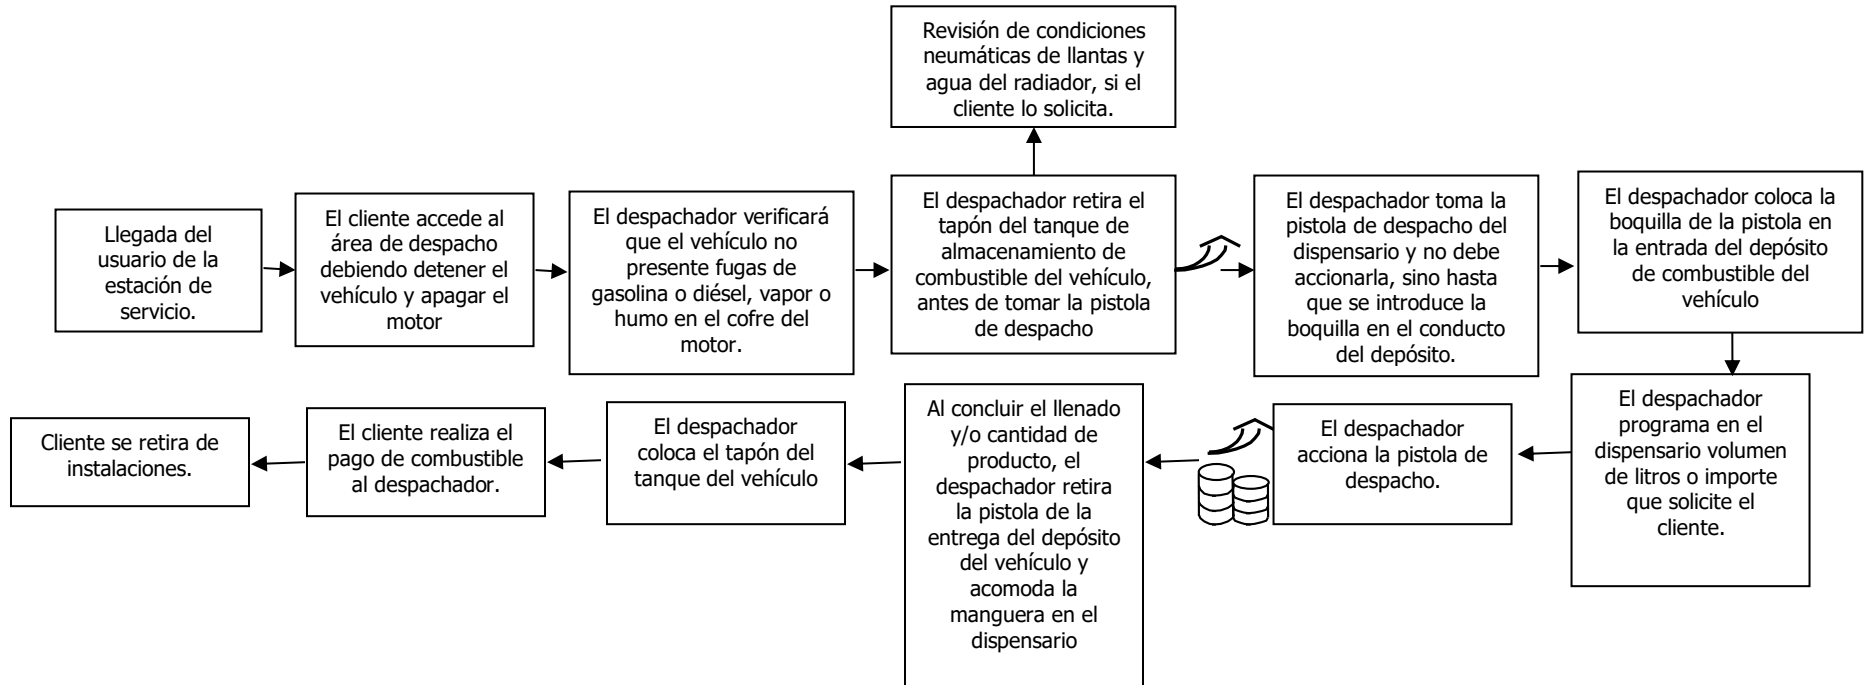 Revisión de condiciones
neumáticas de llantas y
agua del radiador, si el
cliente lo solicita.
Llegada del
usuario de la
estación de
servicio.
El cliente accede al
área de despacho
debiendo detener el
vehículo y apagar el
motor
El despachador verificará
que el vehículo no
presente fugas de
gasolina o diésel, vapor o
humo en el cofre del
motor.
El despachador retira el
tapón del tanque de
almacenamiento de
combustible del vehículo,
antes de tomar la pistola
de despacho
El despachador toma la
pistola de despacho del
dispensario y no debe
accionarla, sino hasta
que se introduce la
boquilla en el conducto
del depósito.
El despachador coloca la
boquilla de la pistola en
la entrada del depósito
de combustible del
vehículo
El despachador
programa en el
dispensario volumen
de litros o importe
que solicite el
cliente.
El despachador
acciona la pistola de
despacho.
Al concluir el llenado
y/o cantidad de
producto, el
despachador retira
la pistola de la
entrega del depósito
del vehículo y
acomoda la
manguera en el
dispensario
El despachador
coloca el tapón del
tanque del vehículo
El cliente realiza el
pago de combustible
al despachador.
Cliente se retira de
instalaciones.